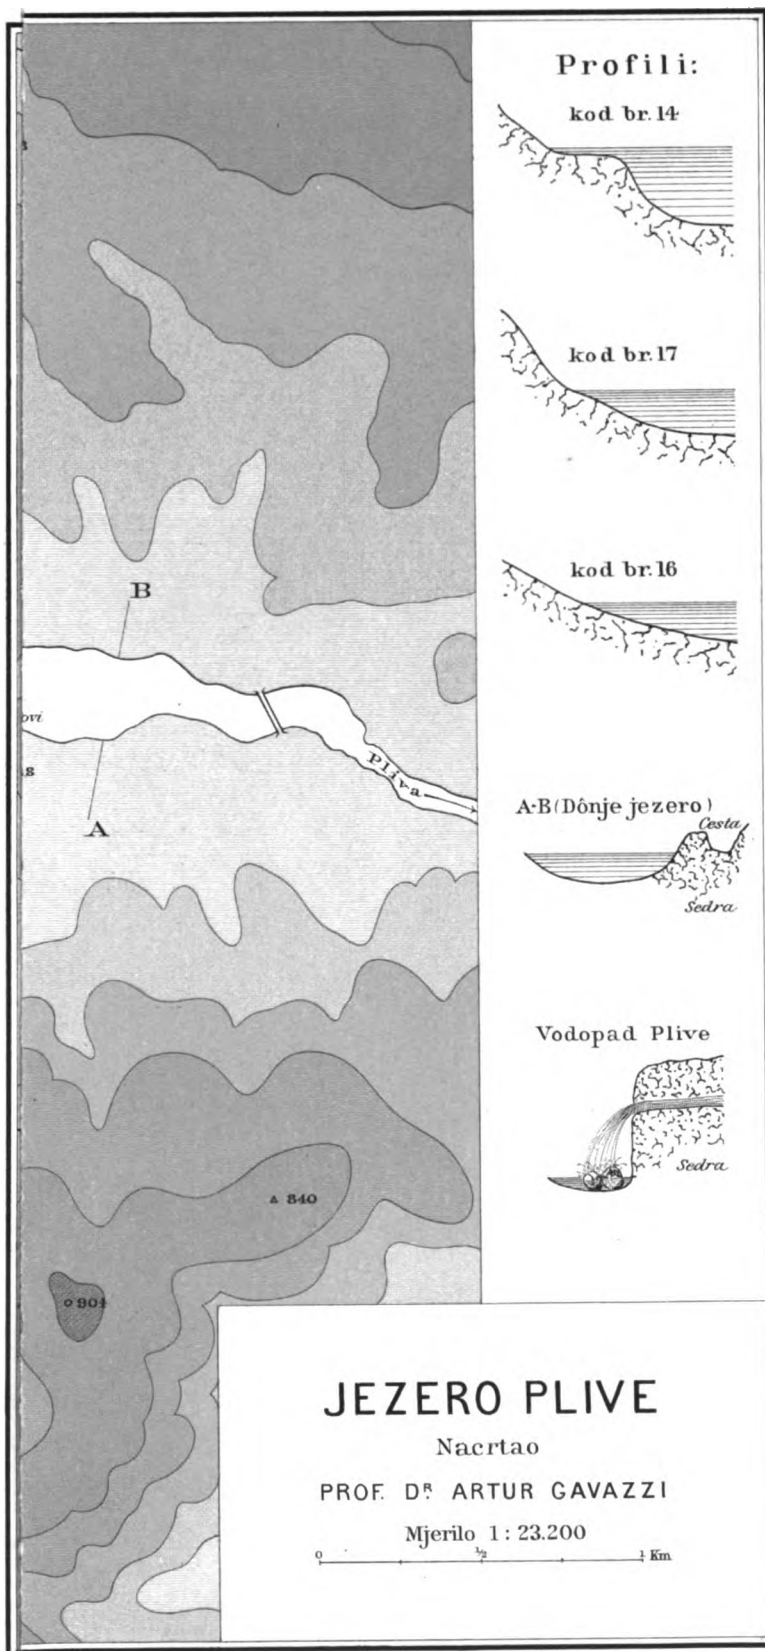 Profili:
kod br. 14
kod br. 17
B
kod br. 16
ovi
Pliva
A
A-B (Dônje jezero)
Cesta
Sedra
Vodopad Plive
Sedra
840
904
JEZERO PLIVE
Nacrtao
PROF. DR. ARTUR GAVAZZI
Mjerilo 1 : 23.200
0 ½ 1 Km